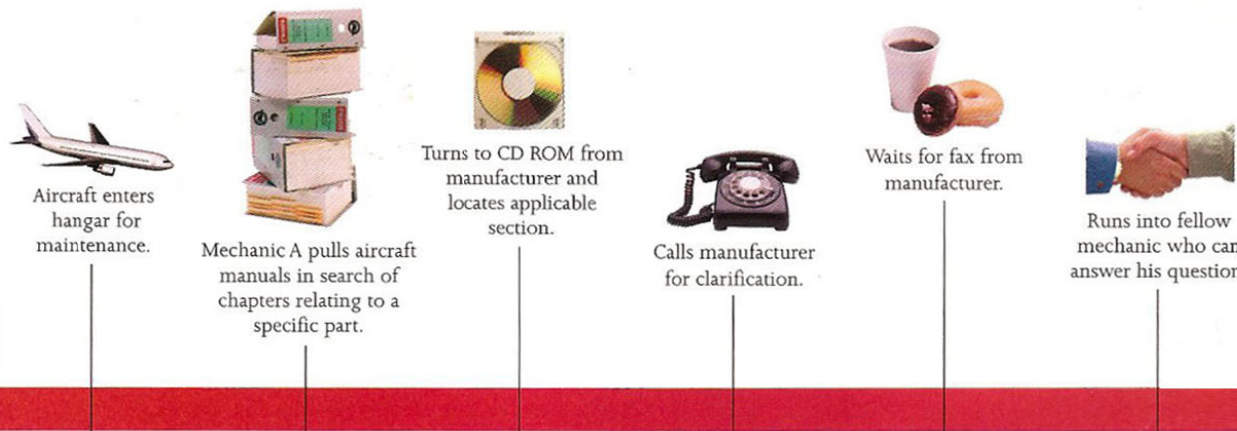 Aircraft enters
hangar for
maintenance.
Mechanic A pulls aircraft
manuals in search of
chapters relating to a
specific part.
Turns to CD ROM from
manufacturer and
locates applicable
section.
Calls manufacturer
for clarification.
Waits for fax from
manufacturer.
Runs into fellow
mechanic who can
answer his question